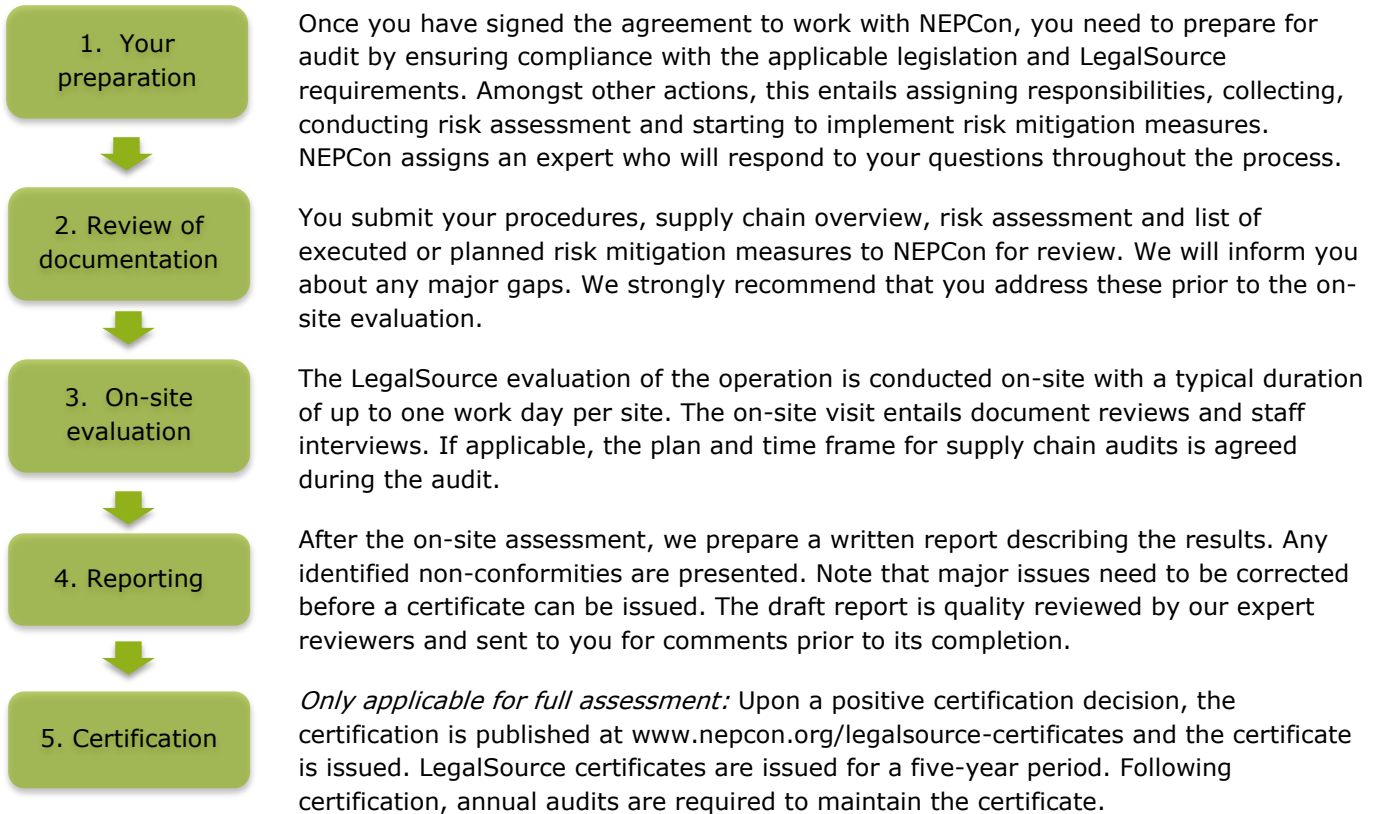 1. Your
preparation
Once you have signed the agreement to work with NEPCon, you need to prepare for
audit by ensuring compliance with the applicable legislation and LegalSource
requirements. Amongst other actions, this entails assigning responsibilities, collecting,
conducting risk assessment and starting to implement risk mitigation measures.
NEPCon assigns an expert who will respond to your questions throughout the process.
2. Review of
documentation
You submit your procedures, supply chain overview, risk assessment and list of
executed or planned risk mitigation measures to NEPCon for review. We will inform you
about any major gaps. We strongly recommend that you address these prior to the on-
site evaluation.
3. On-site
evaluation
The LegalSource evaluation of the operation is conducted on-site with a typical duration
of up to one work day per site. The on-site visit entails document reviews and staff
interviews. If applicable, the plan and time frame for supply chain audits is agreed
during the audit.
4. Reporting
After the on-site assessment, we prepare a written report describing the results. Any
identified non-conformities are presented. Note that major issues need to be corrected
before a certificate can be issued. The draft report is quality reviewed by our expert
reviewers and sent to you for comments prior to its completion.
5. Certification
Only applicable for full assessment: Upon a positive certification decision, the
certification is published at www.nepcon.org/legalsource-certificates and the certificate
is issued. LegalSource certificates are issued for a five-year period. Following
certification, annual audits are required to maintain the certificate.